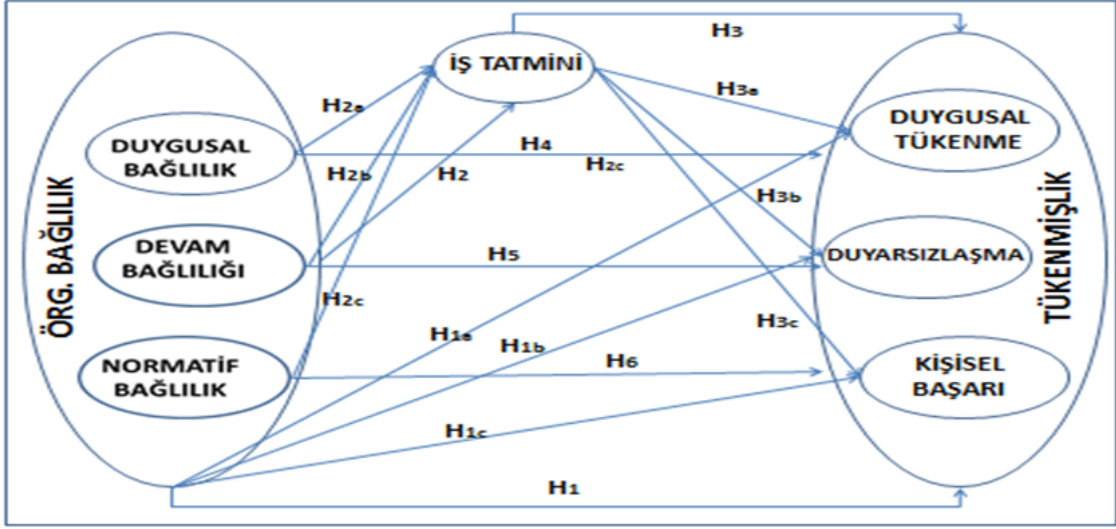 H3
İŞ TATMİNİ
H2a
H3a
DUYGUSAL
BAĞLILIK
DUYGUSAL
TÜKENME
H4
H2b
H2
H2c
H3b
ÖRG. BAĞLILIK
TÜKENMİŞLİK
DEVAM
BAĞLILIĞI
H5
DUYARSIZLAŞMA
H2c
H1a
H1b
H3c
NORMATİF
BAĞLILIK
H6
KİŞİSEL
BAŞARI
H1c
H1